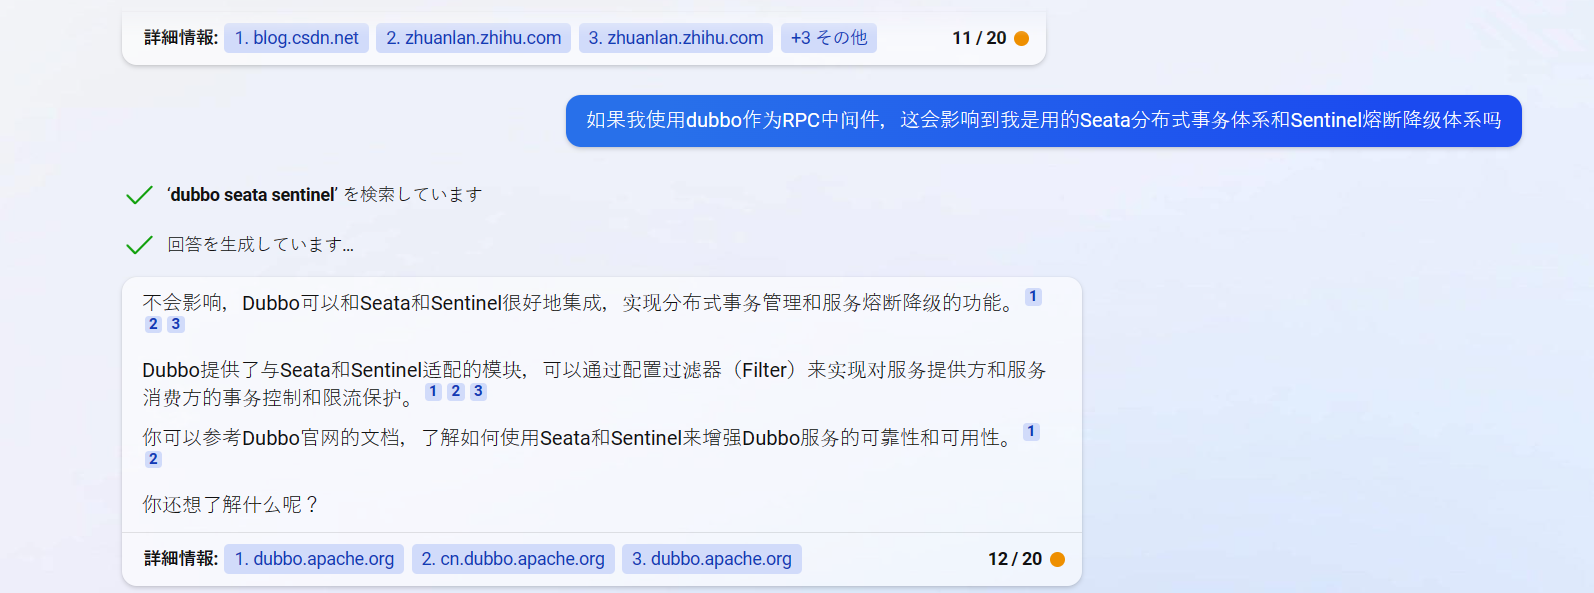 詳細情報: 1. blog.csdn.net 2. zhuanlan.zhihu.com 3. zhuanlan.zhihu.com +3 その他 11 / 20
如果我使用dubbo作为RPC中间件，这会影响到我是用的Seata分布式事务体系和Sentinel熔断降级体系吗
‘dubbo seata sentinel’ を検索しています
回答を生成しています...
不会影响，Dubbo可以和Seata和Sentinel很好地集成，实现分布式事务管理和服务熔断降级的功能。 1
2 3
Dubbo提供了与Seata和Sentinel适配的模块，可以通过配置过滤器（Filter）来实现对服务提供方和服务
消费方的事务控制和限流保护。 1 2 3
你可以参考Dubbo官网的文档，了解如何使用Seata和Sentinel来增强Dubbo服务的可靠性和可用性。 1
2
你还想了解什么呢？
詳細情報: 1. dubbo.apache.org 2. cn.dubbo.apache.org 3. dubbo.apache.org 12 / 20